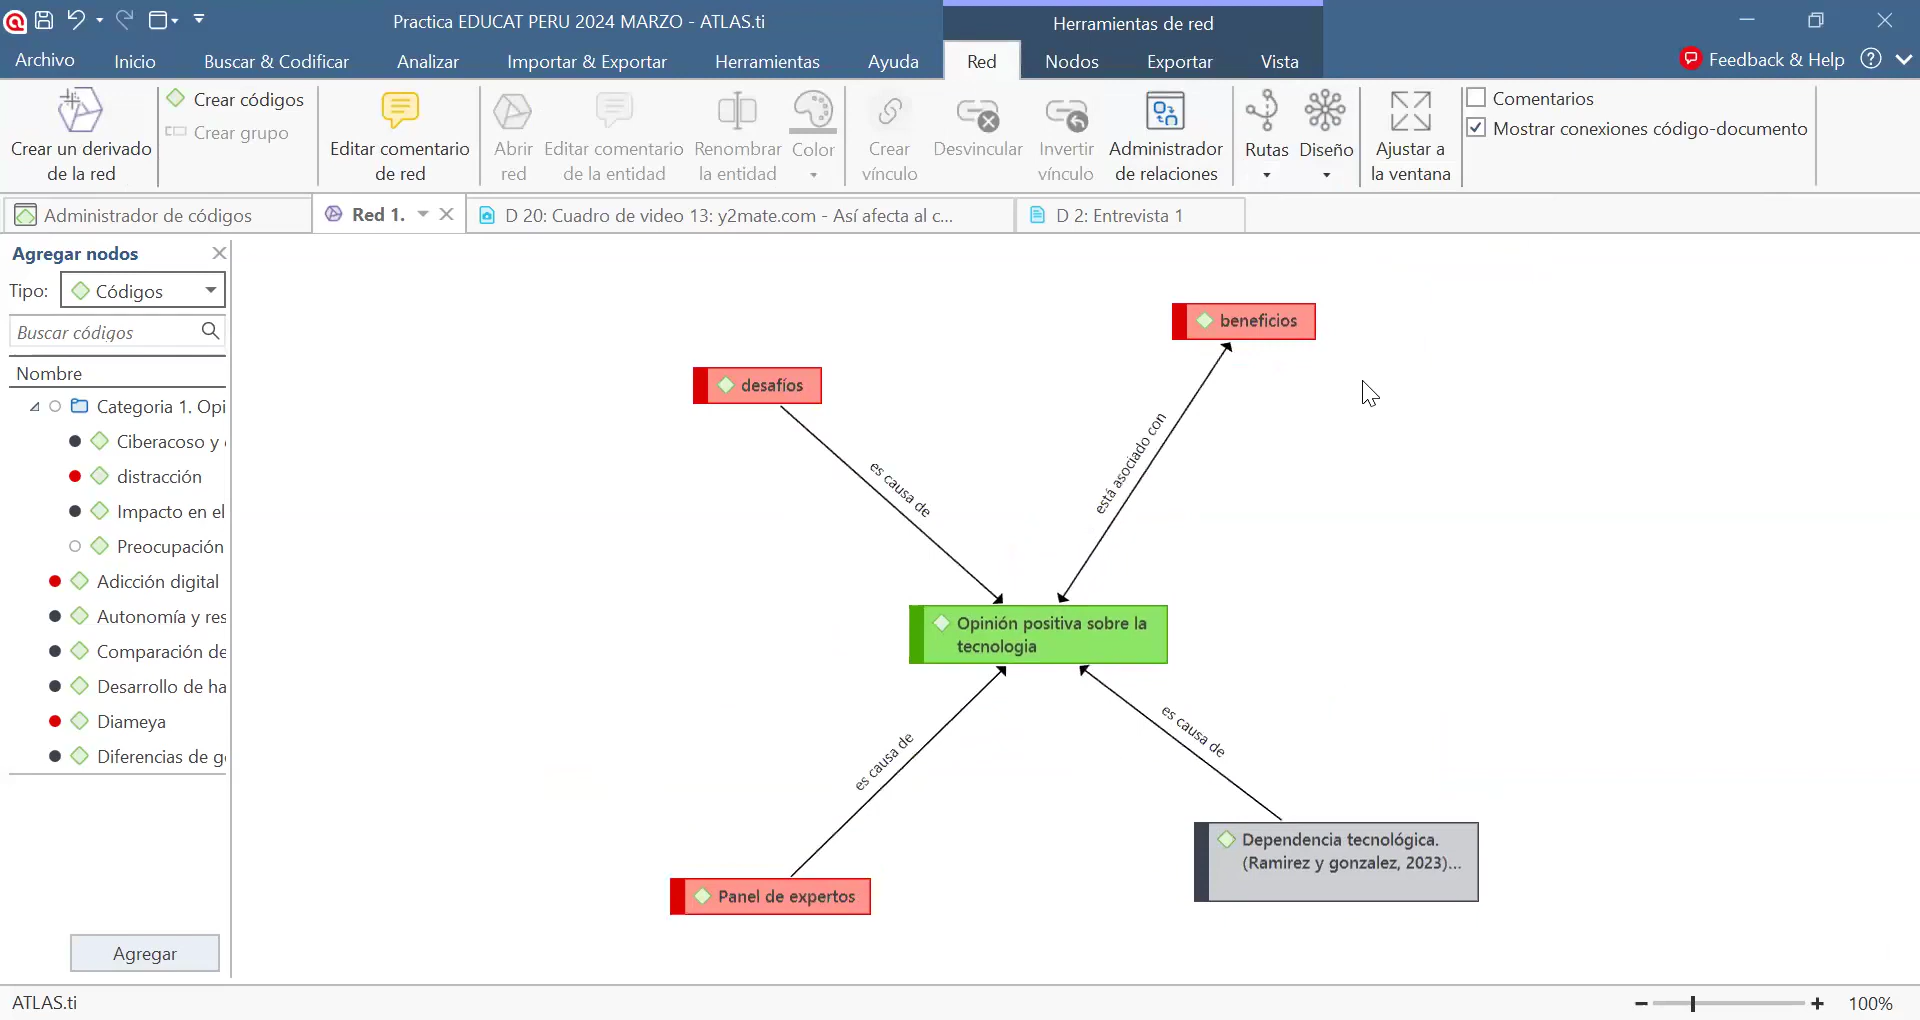 Practica EDUCAT PERU 2024 MARZO - ATLAS.ti
Herramientas de red
Archivo
Inicio
Buscar & Codificar
Analizar
Importar & Exportar
Herramientas
Ayuda
Red
Nodos
Exportar
Vista
Feedback & Help
Crear un derivado
de la red
Crear códigos
Crear grupo
Editar comentario
de red
Abrir
red
Editar comentario
de la entidad
Renombrar
la entidad
Color
Crear
vínculo
Desvincular
Invertir
vínculo
Administrador
de relaciones
Rutas
Diseño
Ajustar a
la ventana
Comentarios
Mostrar conexiones código-documento
Administrador de códigos
Red 1.
D 20: Cuadro de video 13: y2mate.com - Así afecta al c...
D 2: Entrevista 1
Agregar nodos
Tipo:
Códigos
Buscar códigos
Nombre
Categoria 1. Opi
Ciberacoso y
distracción
Impacto en el
Preocupación
Adicción digital
Autonomía y res
Comparación de
Desarrollo de ha
Diameya
Diferencias de g
Agregar
beneficios
desafíos
está asociado con
es causa de
Opinión positiva sobre la
tecnologia
es causa de
es causa de
Dependencia tecnológica.
(Ramirez y gonzalez, 2023)...
Panel de expertos
ATLAS.ti
100%